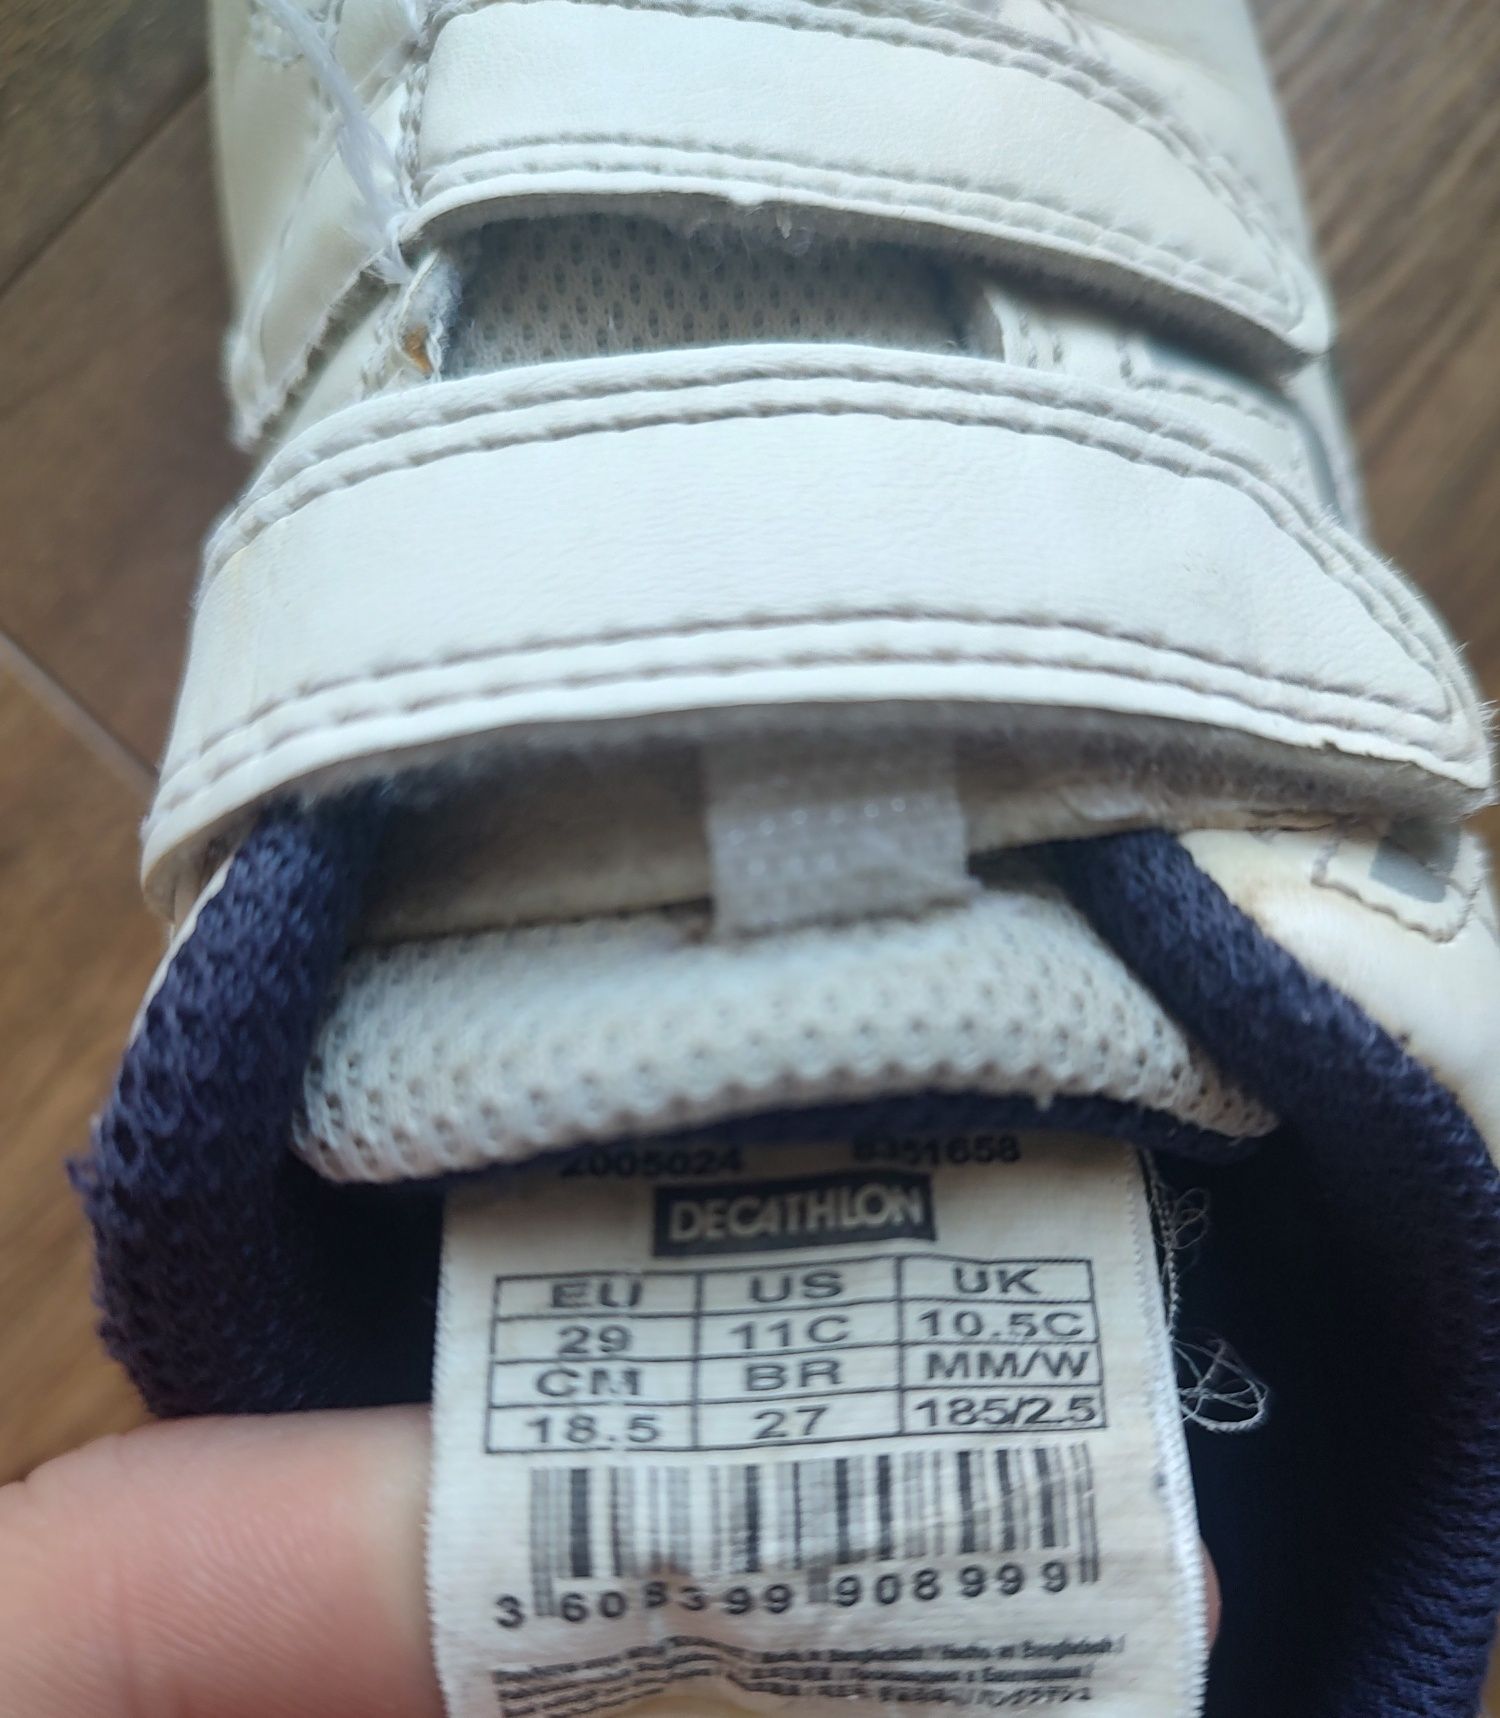 2005024 8351658
DECATHLON
EU US UK
29 11C 10.5C
CM BR MM/W
18.5 27 185/2.5
3 608399 908999